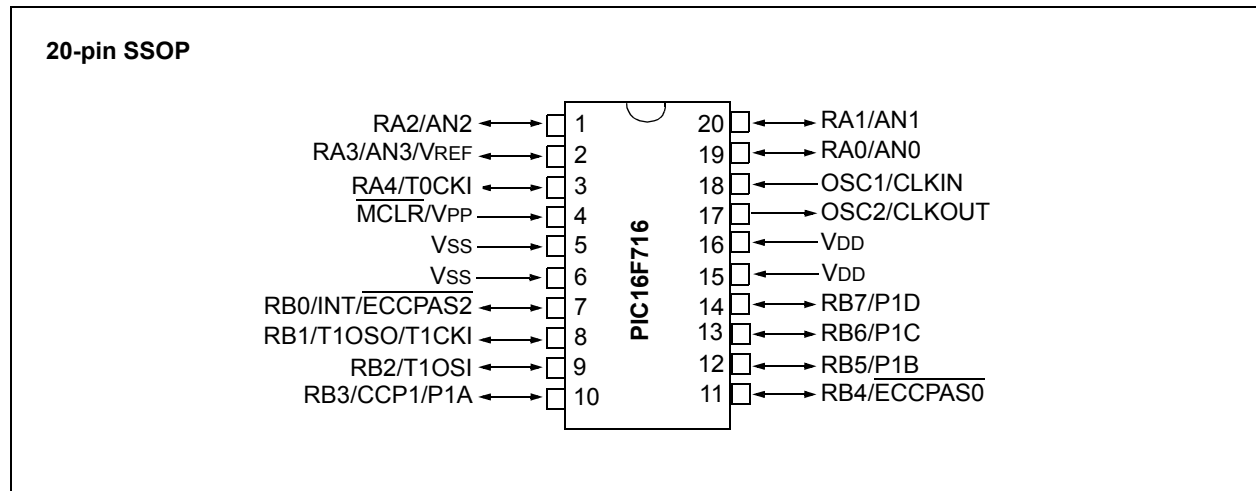 20-pin SSOP
RA2/AN2 1 20 RA1/AN1
RA3/AN3/VREF 2 19 RA0/AN0
RA4/T0CKI 3 18 OSC1/CLKIN
MCLR/VPP 4 17 OSC2/CLKOUT
VSS 5 16 VDD
VSS 6 15 VDD
RB0/INT/ECCPAS2 7 14 RB7/P1D
RB1/T1OSO/T1CKI 8 13 RB6/P1C
RB2/T1OSI 9 12 RB5/P1B
RB3/CCP1/P1A 10 11 RB4/ECCPAS0
PIC16F716